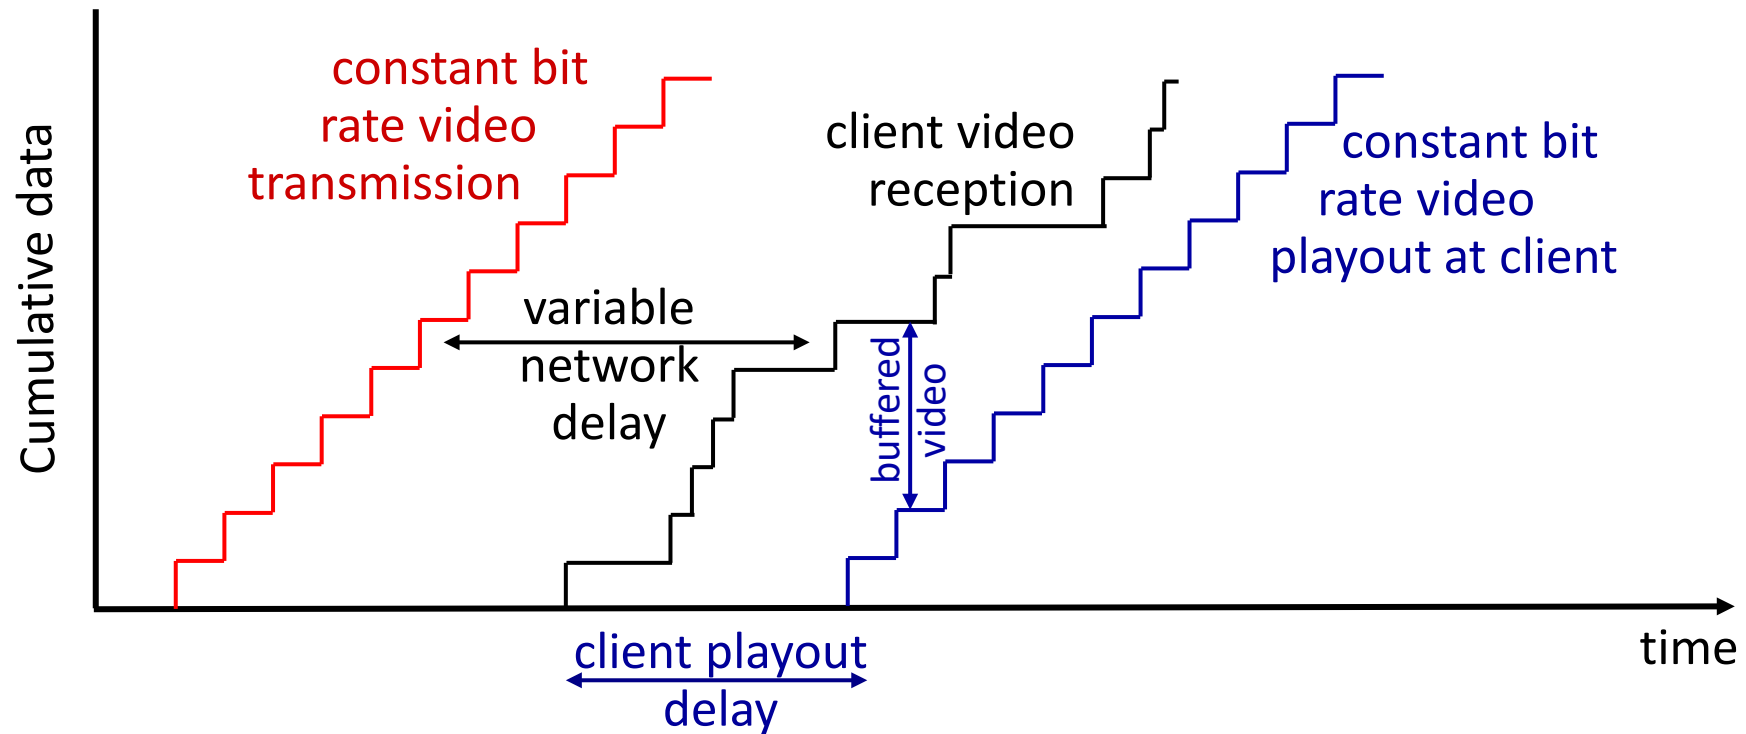 constant bit
rate video
transmission
client video
reception
constant bit
rate video
playout at client
Cumulative data
variable
network
delay
buffered
video
client playout
delay
time